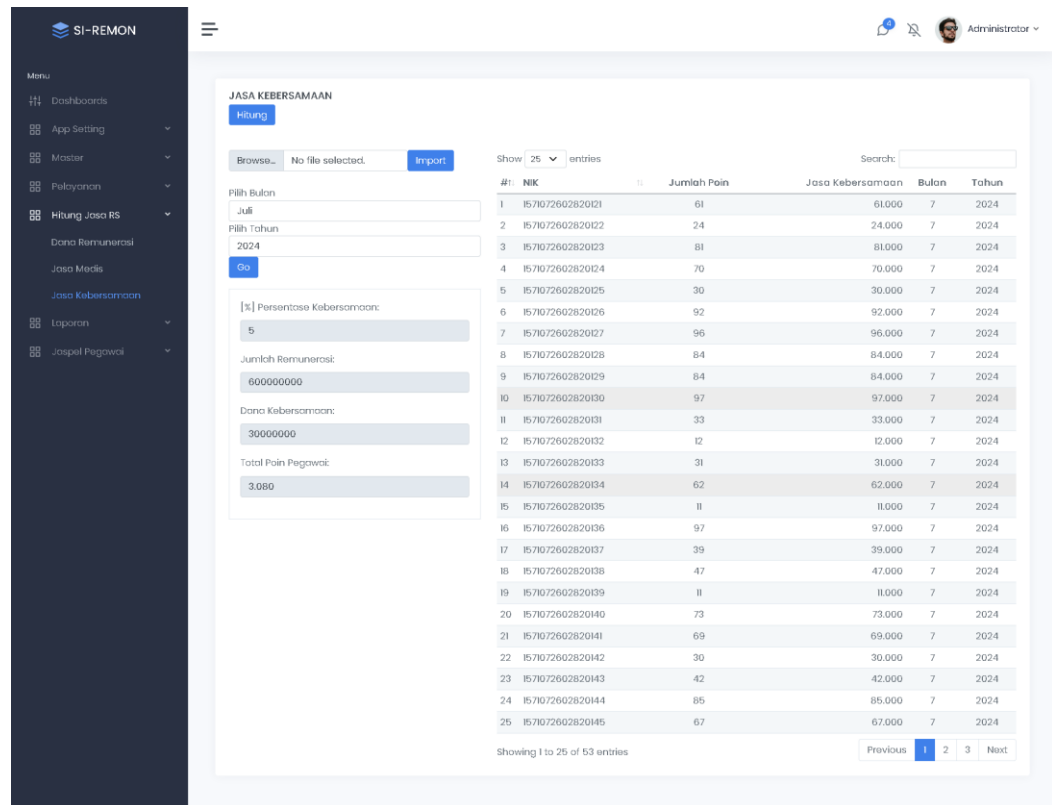 SI-REMON
4
Administrator
Menu
Dashboards
App Setting
Master
Pelayanan
Hitung Jasa RS
Dana Remunerasi
Jasa Medis
Jasa Kebersamaan
Laporan
Jaspel Pegawai
JASA KEBERSAMAAN
Hitung
Browse... No file selected. Import
Pilih Bulan
Juli
Pilih Tahun
2024
Go
[%] Persentase Kebersamaan:
5
Jumlah Remunerasi:
600000000
Dana Kebersamaan:
30000000
Total Poin Pegawai:
3.080
Show 25 entries Search:
# NIK Jumlah Poin Jasa Kebersamaan Bulan Tahun
1 1571072602820121 61 61.000 7 2024
2 1571072602820122 24 24.000 7 2024
3 1571072602820123 81 81.000 7 2024
4 1571072602820124 70 70.000 7 2024
5 1571072602820125 30 30.000 7 2024
6 1571072602820126 92 92.000 7 2024
7 1571072602820127 96 96.000 7 2024
8 1571072602820128 84 84.000 7 2024
9 1571072602820129 84 84.000 7 2024
10 1571072602820130 97 97.000 7 2024
11 1571072602820131 33 33.000 7 2024
12 1571072602820132 12 12.000 7 2024
13 1571072602820133 31 31.000 7 2024
14 1571072602820134 62 62.000 7 2024
15 1571072602820135 11 11.000 7 2024
16 1571072602820136 97 97.000 7 2024
17 1571072602820137 39 39.000 7 2024
18 1571072602820138 47 47.000 7 2024
19 1571072602820139 11 11.000 7 2024
20 1571072602820140 73 73.000 7 2024
21 1571072602820141 69 69.000 7 2024
22 1571072602820142 30 30.000 7 2024
23 1571072602820143 42 42.000 7 2024
24 1571072602820144 85 85.000 7 2024
25 1571072602820145 67 67.000 7 2024
Showing 1 to 25 of 53 entries Previous 1 2 3 Next